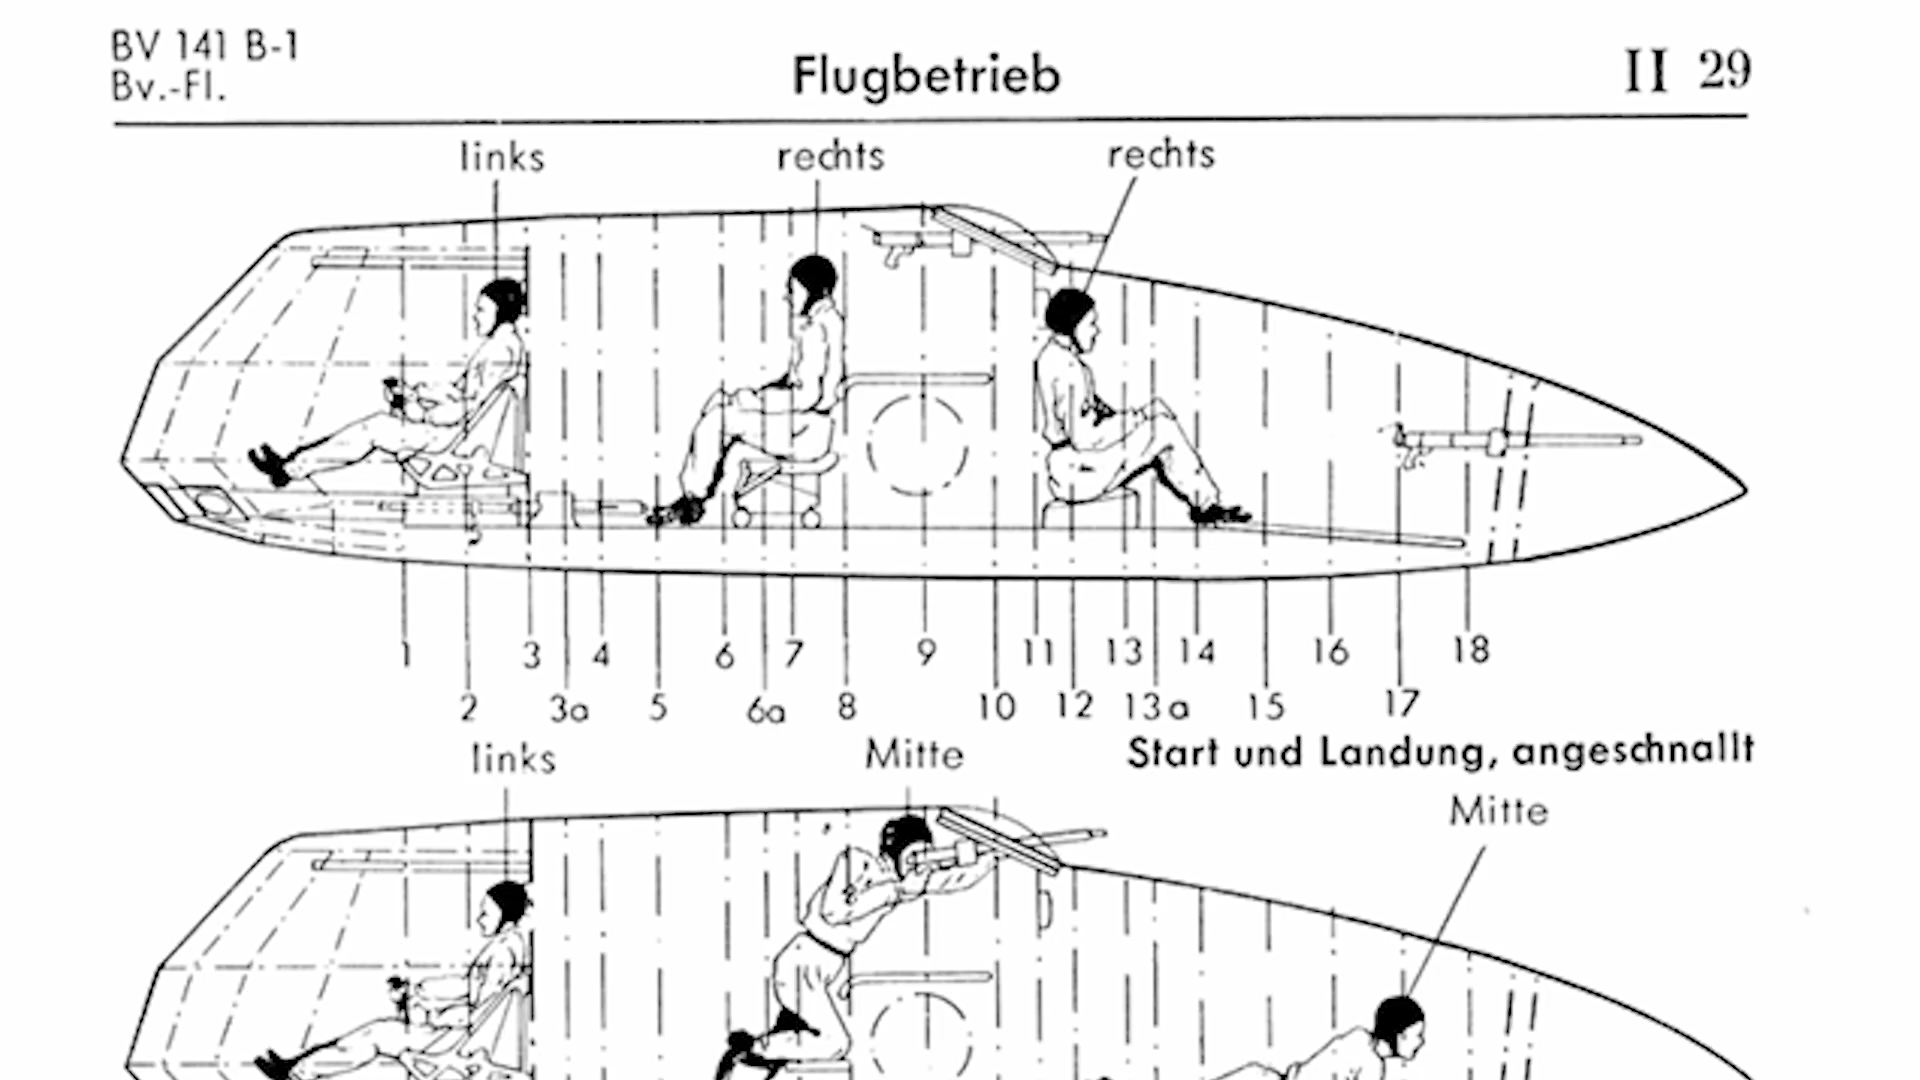 BV 141 B-1
Bv.-Fl.
Flugbetrieb
II 29
links rechts rechts
1 3 4 6 7 9 11 13 14 16 18
2 3a 5 6a 8 10 12 13a 15 17
links Mitte Start und Landung, angeschnallt
Mitte